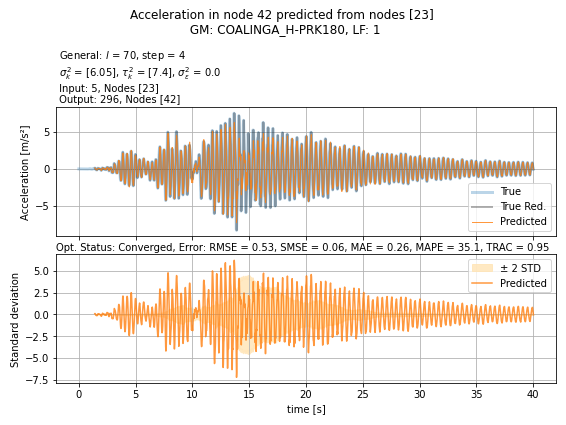 Acceleration in node 42 predicted from nodes [23]
GM: COALINGA_H-PRK180, LF: 1
General: l = 70, step = 4
σ²ₖ = [6.05], τ²ₖ = [7.4], σ²ε = 0.0
Input: 5, Nodes [23]
Output: 296, Nodes [42]
Acceleration [m/s²]
5
0
−5
True
True Red.
Predicted
Opt. Status: Converged, Error: RMSE = 0.53, SMSE = 0.06, MAE = 0.26, MAPE = 35.1, TRAC = 0.95
Standard deviation
5.0
2.5
0.0
−2.5
−5.0
−7.5
± 2 STD
Predicted
0 5 10 15 20 25 30 35 40
time [s]